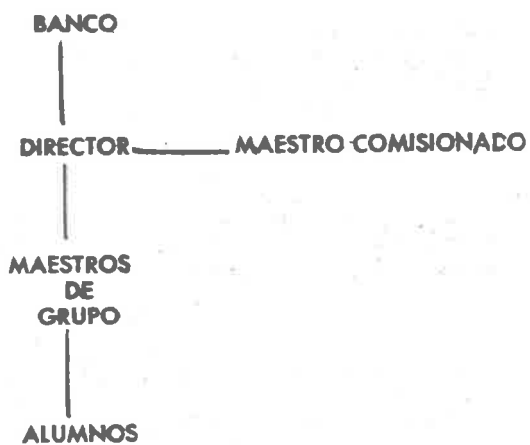 BANCO
DIRECTOR MAESTRO COMISIONADO
MAESTROS
DE
GRUPO
ALUMNOS